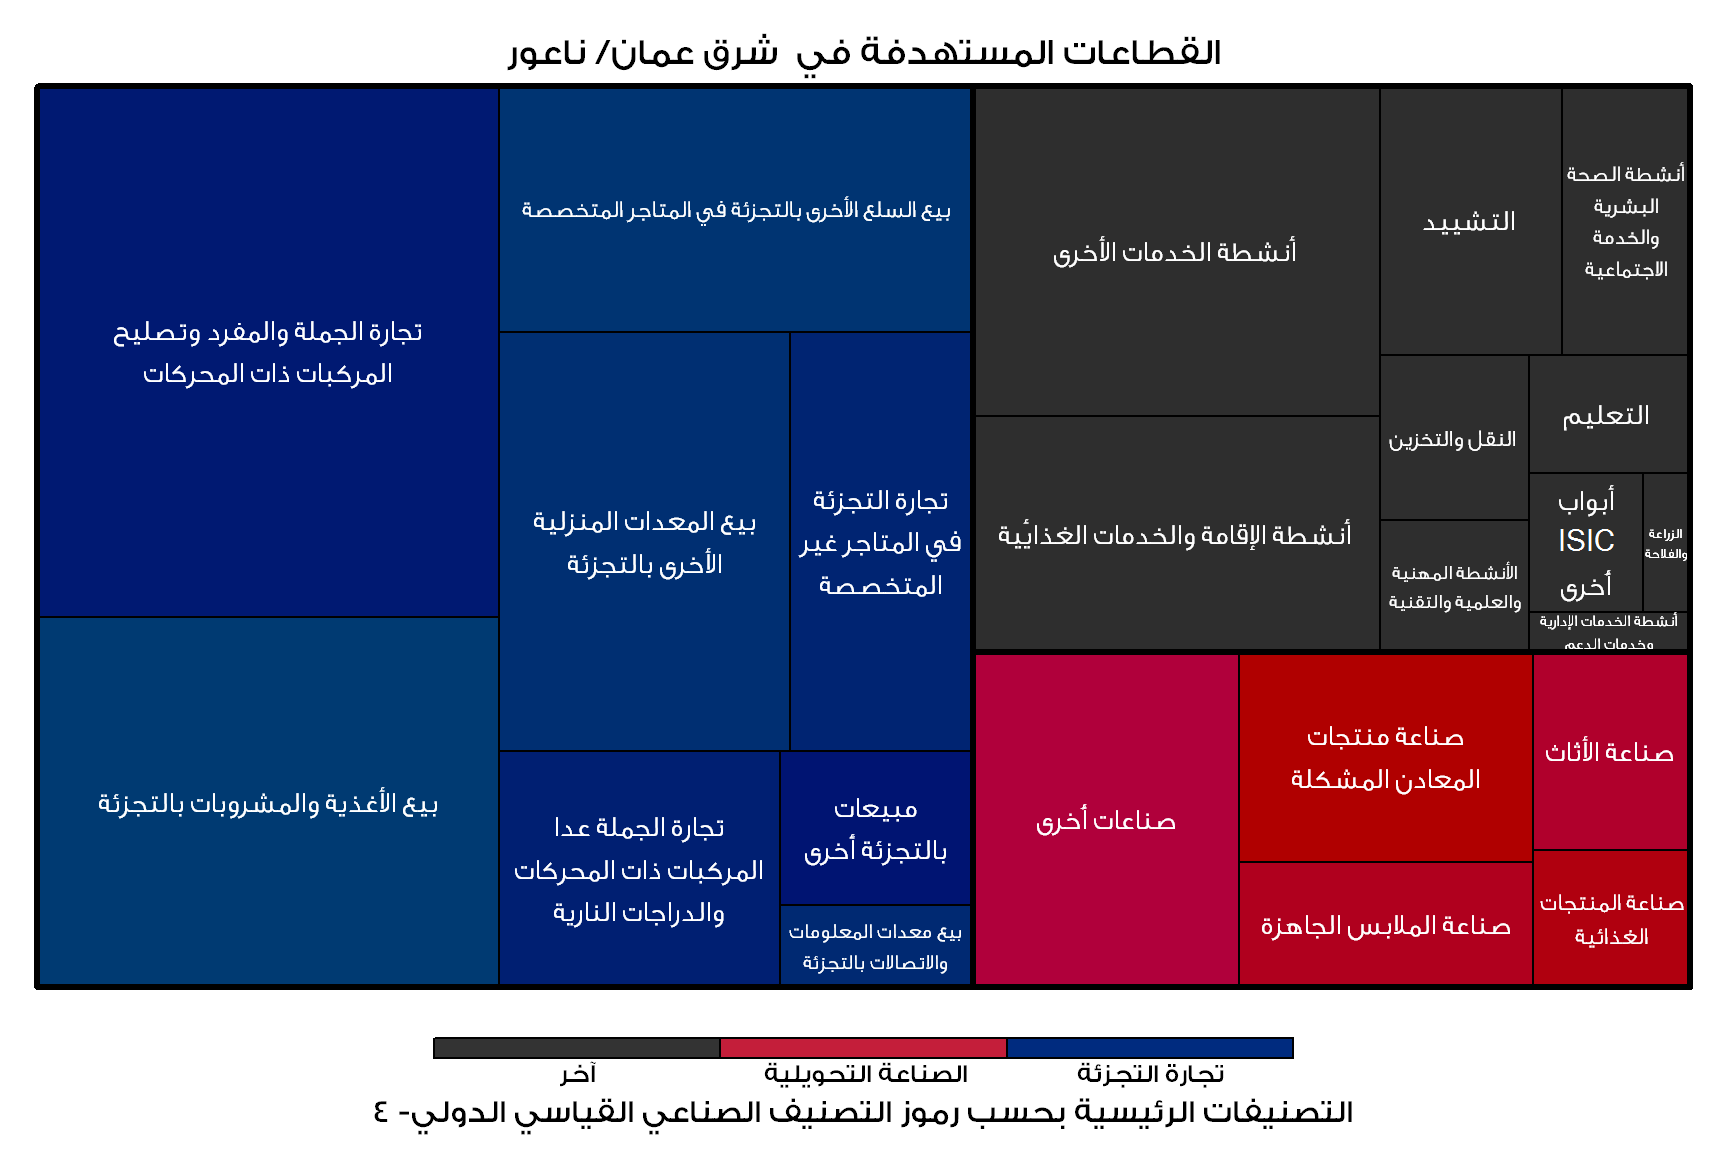 القطاعات المستهدفة في شرق عمان/ ناعور
تجارة الجملة والمفرد وتصليح
المركبات ذات المحركات
بيع الأغذية والمشروبات بالتجزئة
بيع السلع الأخرى بالتجزئة في المتاجر المتخصصة
بيع المعدات المنزلية
الأخرى بالتجزئة
تجارة التجزئة
في المتاجر غير
المتخصصة
تجارة الجملة عدا
المركبات ذات المحركات
والدراجات النارية
مبيعات
بالتجزئة أخرى
بيع معدات المعلومات
والاتصالات بالتجزئة
أنشطة الخدمات الأخرى
أنشطة الإقامة والخدمات الغذائية
التشييد
أنشطة الصحة
البشرية
والخدمة
الاجتماعية
النقل والتخزين
التعليم
الأنشطة المهنية
والعلمية والتقنية
أبواب
ISIC
أخرى
الزراعة
والفلاحة
أنشطة الخدمات الإدارية
وخدمات الدعم
صناعات أخرى
صناعة منتجات
المعادن المشكلة
صناعة الملابس الجاهزة
صناعة الأثاث
صناعة المنتجات
الغذائية
آخر
الصناعة التحويلية
تجارة التجزئة
التصنيفات الرئيسية بحسب رموز التصنيف الصناعي القياسي الدولي- ٤